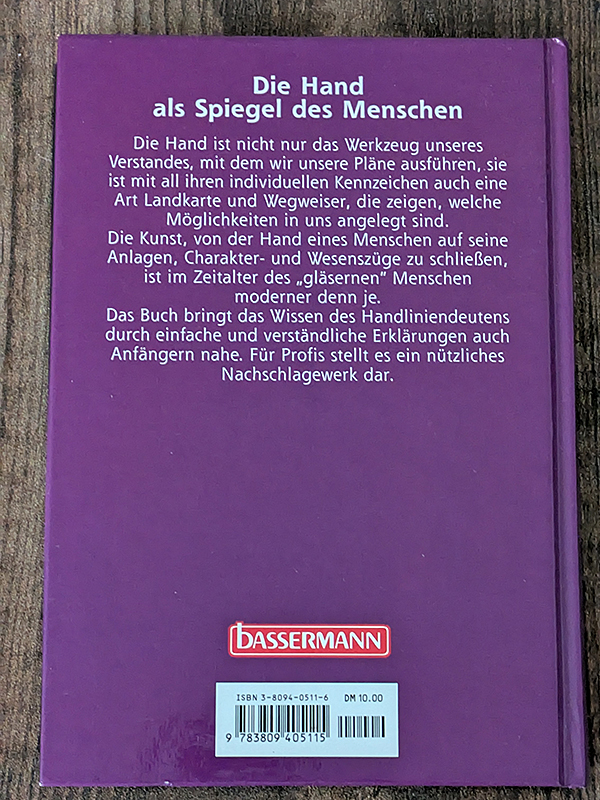 Die Hand
als Spiegel des Menschen
Die Hand ist nicht nur das Werkzeug unseres
Verstandes, mit dem wir unsere Pläne ausführen, sie
ist mit all ihren individuellen Kennzeichen auch eine
Art Landkarte und Wegweiser, die zeigen, welche
Möglichkeiten in uns angelegt sind.
Die Kunst, von der Hand eines Menschen auf seine
Anlagen, Charakter- und Wesenszüge zu schließen,
ist im Zeitalter des „gläsernen” Menschen
moderner denn je.
Das Buch bringt das Wissen des Handliniendeutens
durch einfache und verständliche Erklärungen auch
Anfängern nahe. Für Profis stellt es ein nützliches
Nachschlagewerk dar.
bassermann
ISBN 3-8094-0511-6 DM 10.00
9 783809 405115